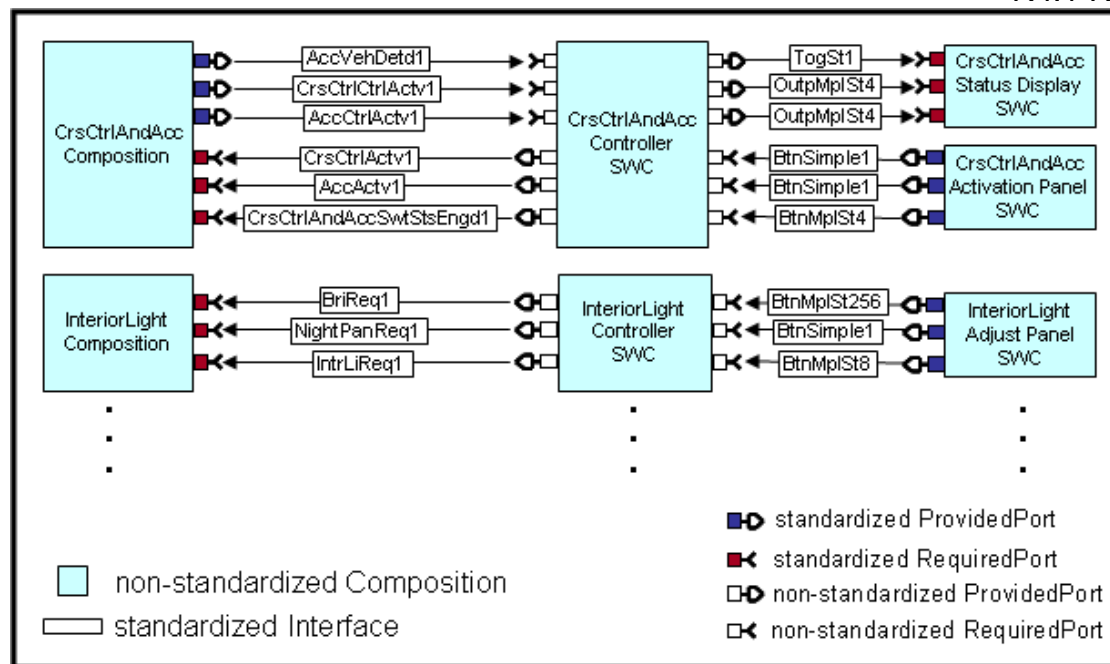 CrsCtrlAndAcc
Composition
AccVehDetd1
CrsCtrlCtrlActv1
AccCtrlActv1
CrsCtrlActv1
AccActv1
CrsCtrlAndAccSwtStsEngd1
CrsCtrlAndAcc
Controller
SWC
TogSt1
OutpMplSt4
OutpMplSt4
BtnSimple1
BtnSimple1
BtnMplSt4
CrsCtrlAndAcc
Status Display
SWC
CrsCtrlAndAcc
Activation Panel
SWC
InteriorLight
Composition
BriReq1
NightPanReq1
IntrLiReq1
InteriorLight
Controller
SWC
BtnMplSt256
BtnSimple1
BtnMplSt8
InteriorLight
Adjust Panel
SWC
non-standardized Composition
standardized Interface
standardized ProvidedPort
standardized RequiredPort
non-standardized ProvidedPort
non-standardized RequiredPort